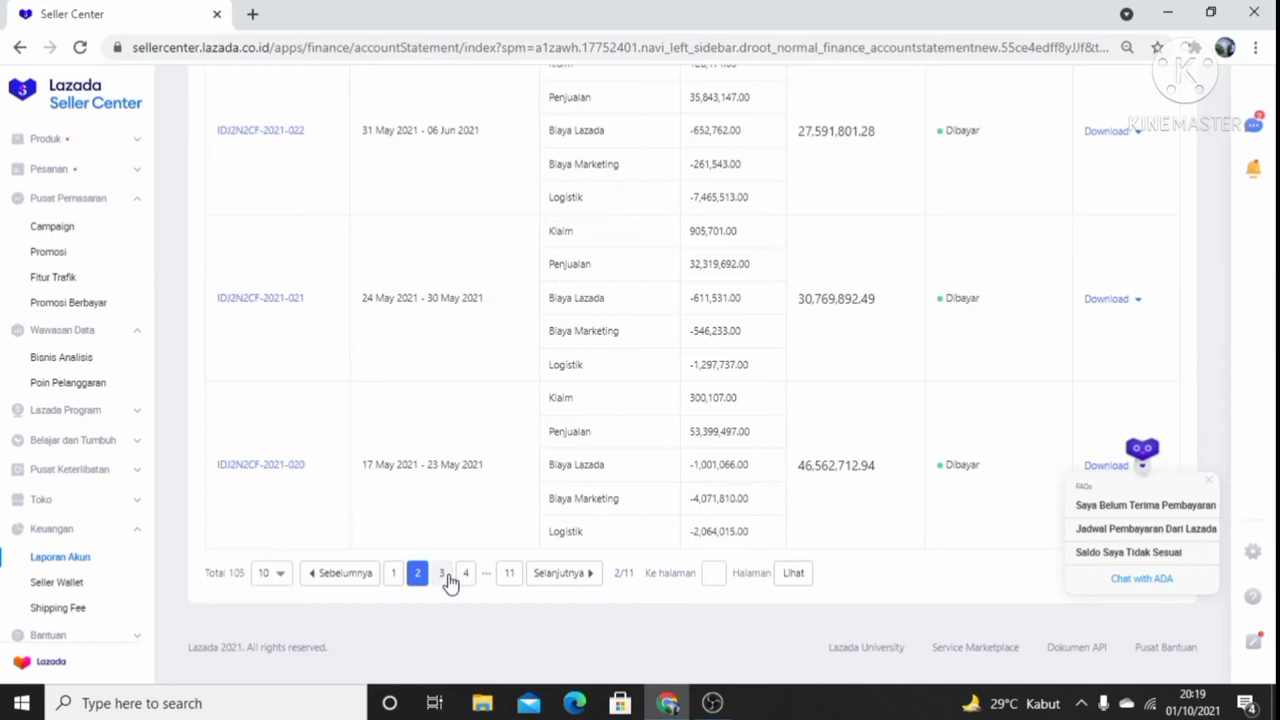 Seller Center
sellercenter.lazada.co.id/apps/finance/accountStatement/index?spm=a1zawh.17752401.navi_left_sidebar.droot_normal_finance_accountstatementnew.55ce4edff8yJJf&t...
K
KINEMASTER
Lazada
Seller Center
Produk
Pesanan
Pusat Pemasaran
Campaign
Promosi
Fitur Trafik
Promosi Berbayar
Wawasan Data
Bisnis Analisis
Poin Pelanggaran
Lazada Program
Belajar dan Tumbuh
Pusat Keterlibatan
Toko
Keuangan
Laporan Akun
Seller Wallet
Shipping Fee
Bantuan
Lazada
Penjualan 35,843,147.00
IDJ2N2CF-2021-022 31 May 2021 - 06 Jun 2021 Biaya Lazada -652,762.00 27,591,801.28 Dibayar Download
Biaya Marketing -261,543.00
Logistik -7,465,513.00
Klaim 905,701.00
Penjualan 32,319,692.00
IDJ2N2CF-2021-021 24 May 2021 - 30 May 2021 Biaya Lazada -611,531.00 30,769,892.49 Dibayar Download
Biaya Marketing -546,233.00
Logistik -1,297,737.00
Klaim 300,107.00
Penjualan 53,399,497.00
IDJ2N2CF-2021-020 17 May 2021 - 23 May 2021 Biaya Lazada -1,001,066.00 46,562,712.94 Dibayar Download
Biaya Marketing -4,071,810.00
Logistik -2,064,015.00
FAQs
Saya Belum Terima Pembayaran
Jadwal Pembayaran Dari Lazada
Saldo Saya Tidak Sesuai
Chat with ADA
Total 105 10 Sebelumnya 1 2 3 4 ... 11 Selanjutnya 2/11 Ke halaman Halaman Lihat
Lazada 2021. All rights reserved. Lazada University Service Marketplace Dokumen API Pusat Bantuan
Type here to search
29°C Kabut
20:19
01/10/2021
4